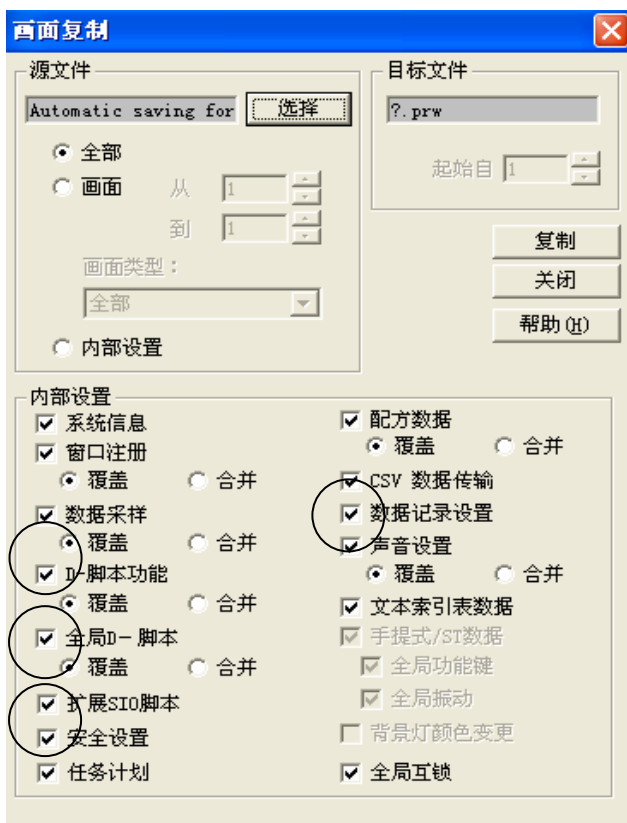 画面复制
源文件
Automatic saving for
选择
全部
画面 从 1
到 1
画面类型：
全部
内部设置
目标文件
?.prw
起始自 1
复制
关闭
帮助(H)
内部设置
系统信息
窗口注册
覆盖 合并
数据采样
覆盖 合并
D-脚本功能
覆盖 合并
全局D-脚本
覆盖 合并
扩展SIO脚本
安全设置
任务计划
配方数据
覆盖 合并
CSV 数据传输
数据记录设置
声音设置
覆盖 合并
文本索引表数据
手提式/ST数据
全局功能键
全局振动
背景灯颜色变更
全局互锁